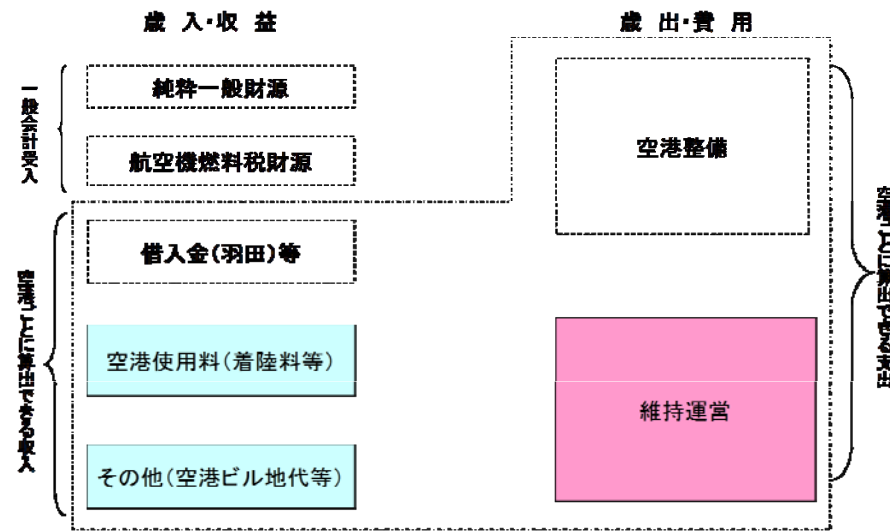 歳 入・収 益
歳 出・費 用
一般会計受入
純粋一般財源
航空機燃料税財源
空港整備
空港ごとに算出できる収入
借入金(羽田)等
空港使用料(着陸料等)
その他(空港ビル地代等)
維持運営
空港ごとに算出できる支出